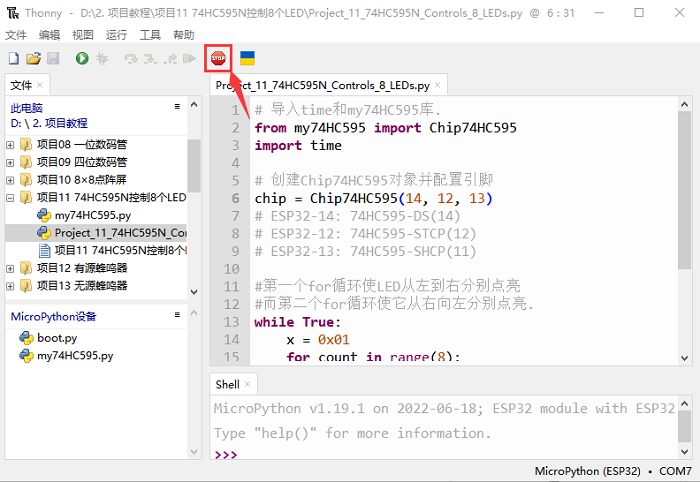 Thonny - D:\2. 项目教程\项目11 74HC595N控制8个LED\Project_11_74HC595N_Controls_8_LEDs.py @ 6 : 31
文件 编辑 视图 运行 工具 帮助
STOP
文件 ×
此电脑
D: \ 2. 项目教程
项目08 一位数码管
项目09 四位数码管
项目10 8×8点阵屏
项目11 74HC595N控制8个LED
my74HC595.py
Project_11_74HC595N_Co
项目11 74HC595N控制8个
项目12 有源蜂鸣器
项目13 无源蜂鸣器
MicroPython设备
boot.py
my74HC595.py
Project_11_74HC595N_Controls_8_LEDs.py ×
1 # 导入time和my74HC595库.
2 from my74HC595 import Chip74HC595
3 import time
4
5 # 创建Chip74HC595对象并配置引脚
6 chip = Chip74HC595(14, 12, 13)
7 # ESP32-14: 74HC595-DS(14)
8 # ESP32-12: 74HC595-STCP(12)
9 # ESP32-13: 74HC595-SHCP(11)
10
11 #第一个for循环使LED从左到右分别点亮
12 #而第二个for循环使它从右向左分别点亮.
13 while True:
14 x = 0x01
15 for count in range(8):
Shell ×
MicroPython v1.19.1 on 2022-06-18; ESP32 module with ESP32
Type "help()" for more information.
>>>
MicroPython (ESP32) • COM7